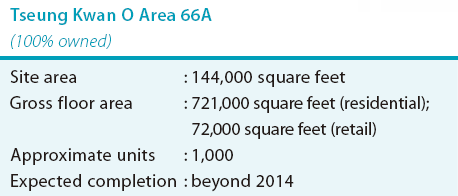 Tseung Kwan O Area 66A
(100% owned)
Site area : 144,000 square feet
Gross floor area : 721,000 square feet (residential);
72,000 square feet (retail)
Approximate units : 1,000
Expected completion : beyond 2014